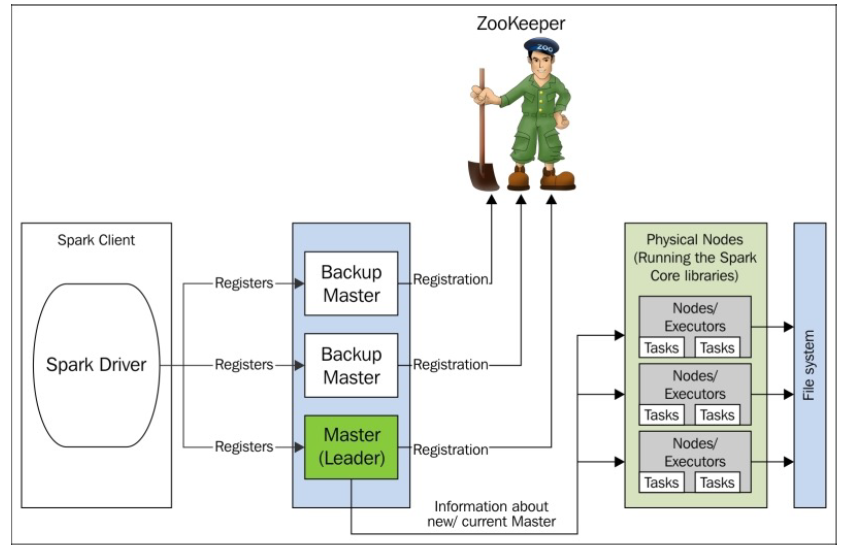 ZooKeeper
ZOO
Spark Client
Spark Driver
Registers
Registers
Registers
Backup
Master
Backup
Master
Master
(Leader)
Registration
Registration
Registration
Information about
new/ current Master
Physical Nodes
(Running the Spark
Core libraries)
Nodes/
Executors
Tasks Tasks
Nodes/
Executors
Tasks Tasks
Nodes/
Executors
Tasks Tasks
File system